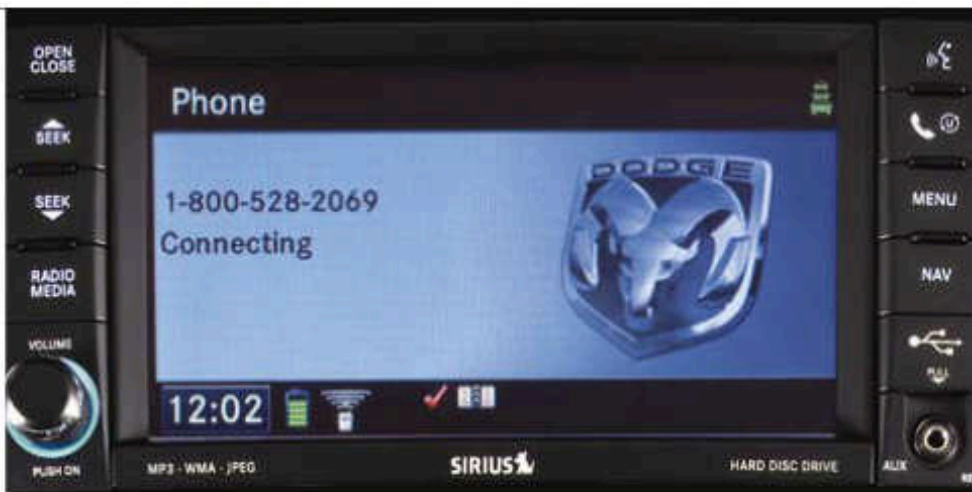 OPEN
CLOSE
SEEK
SEEK
RADIO
MEDIA
VOLUME
PUSH ON
Phone
1-800-528-2069
Connecting
DODGE
12:02
MP3 - WMA - JPEG
SIRIUS
HARD DISC DRIVE
MENU
NAV
PULL
AUX